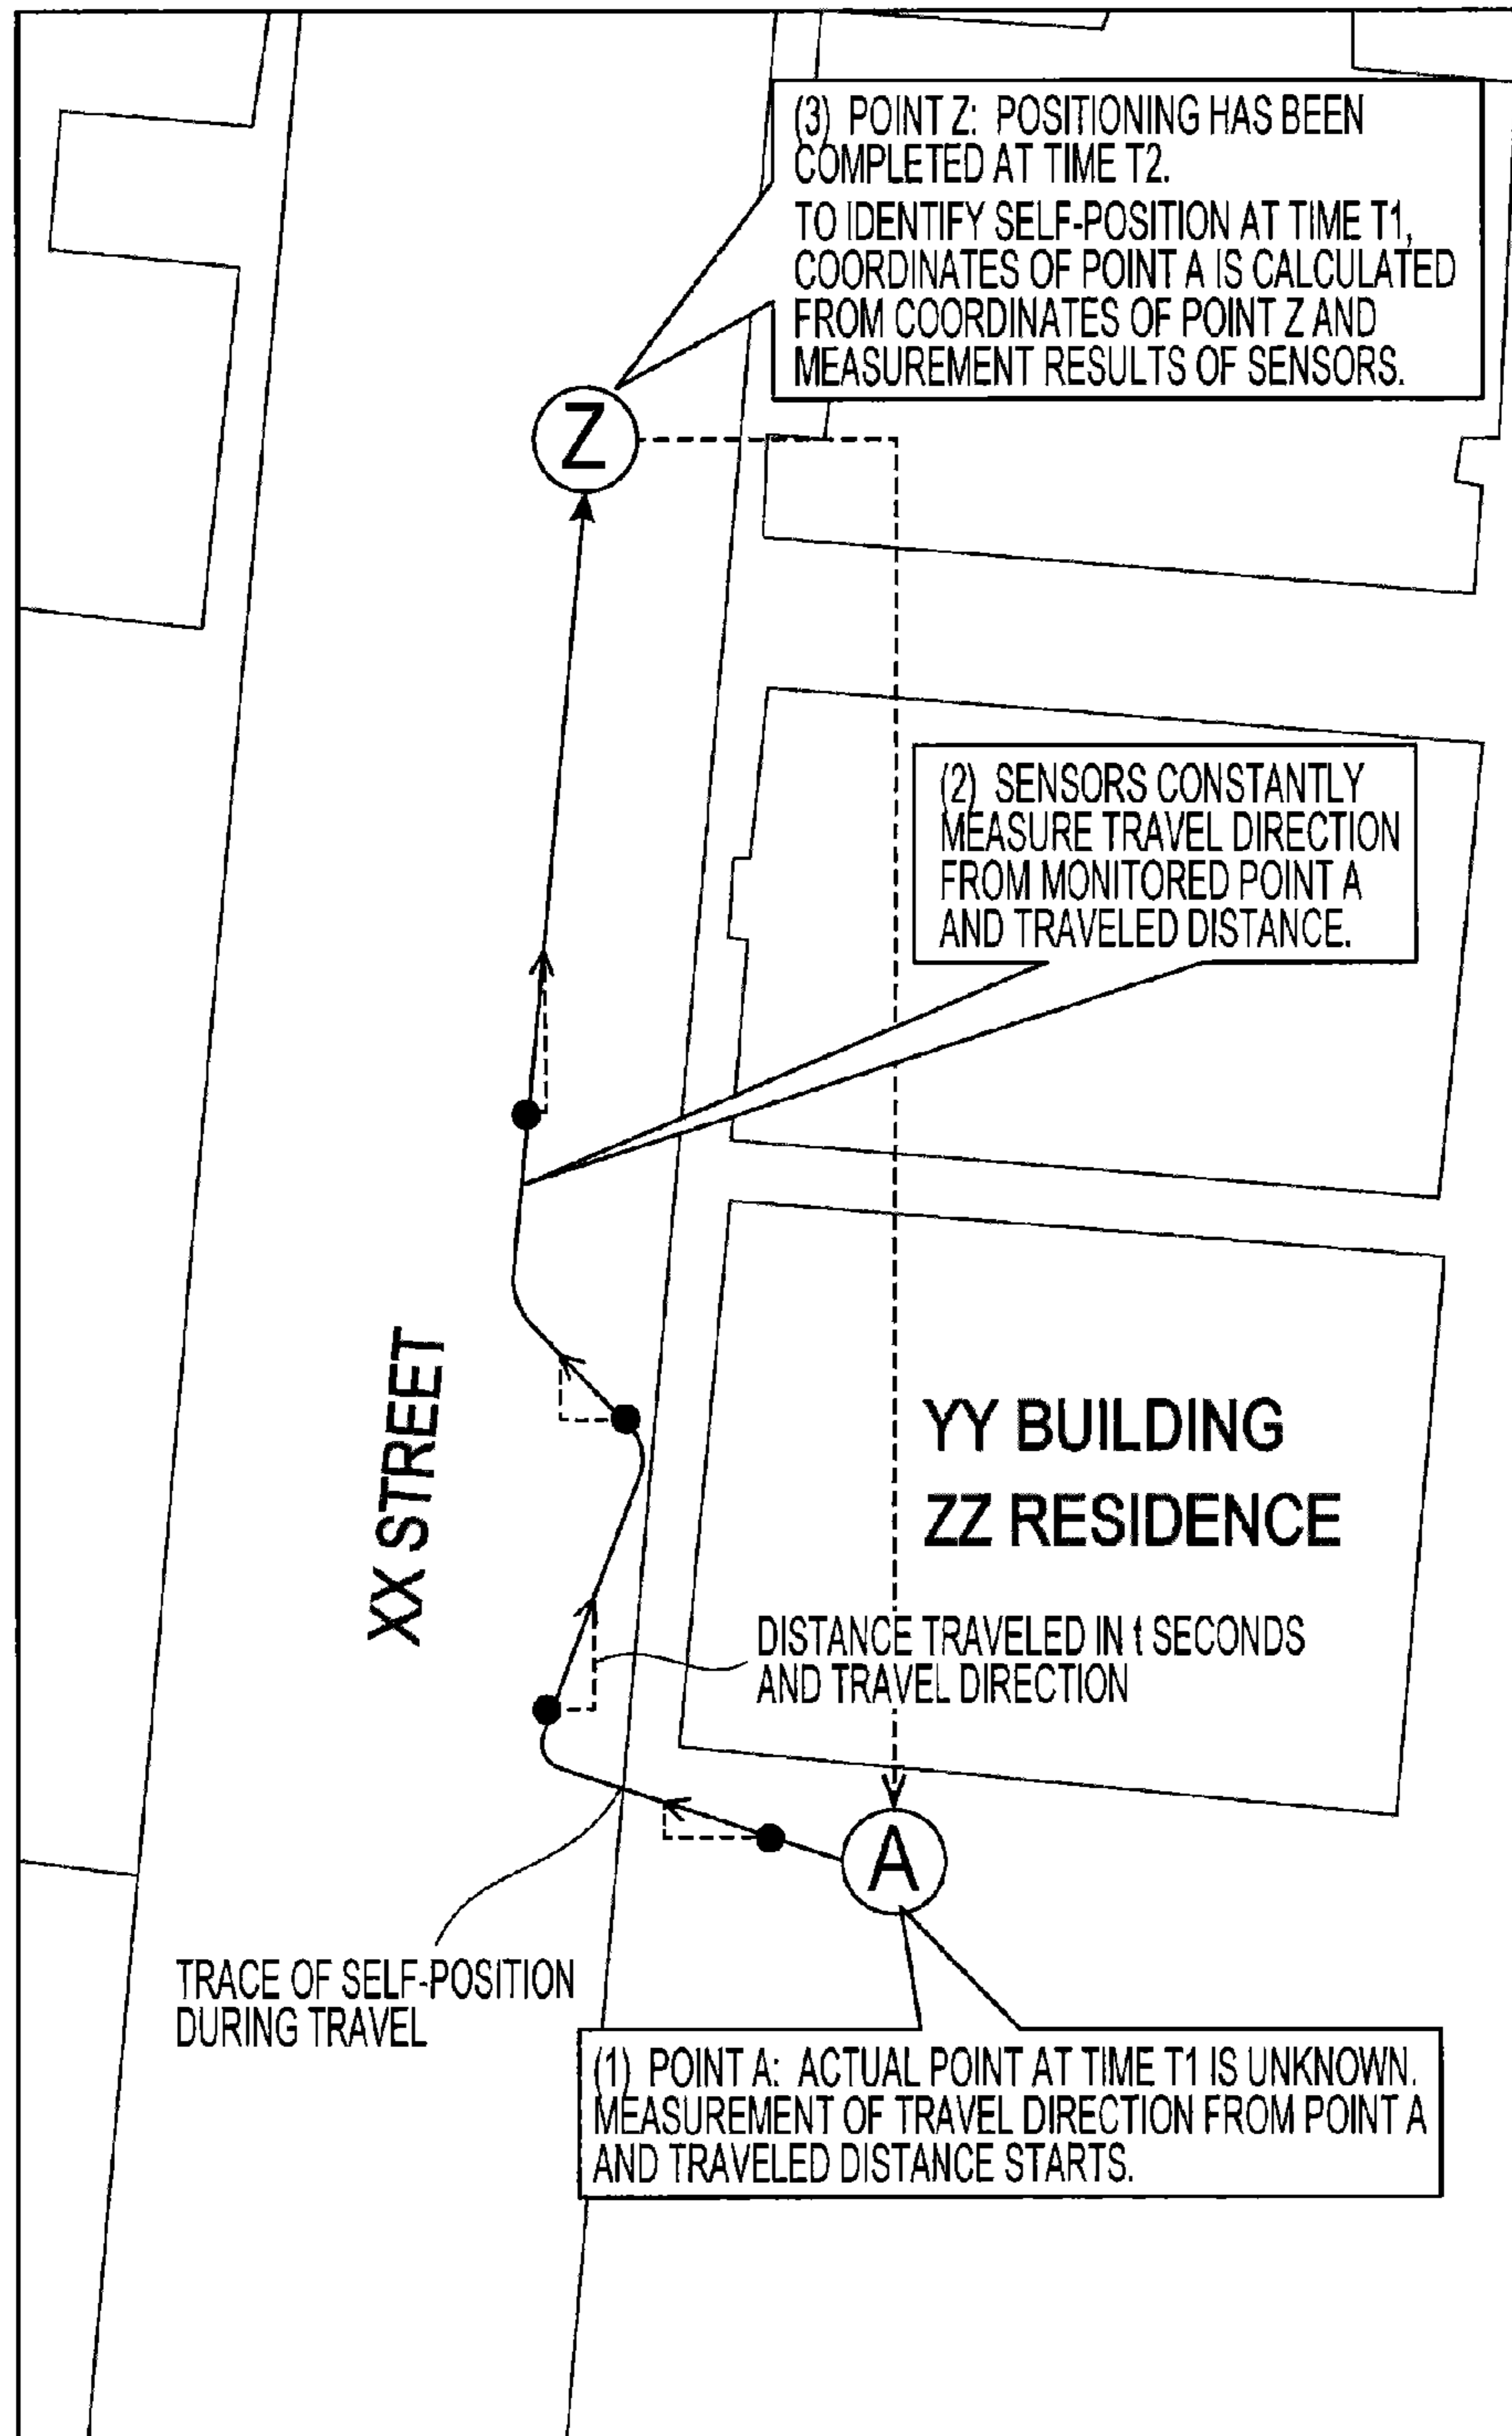 (3) POINT Z: POSITIONING HAS BEEN
COMPLETED AT TIME T2.
TO IDENTIFY SELF-POSITION AT TIME T1,
COORDINATES OF POINT A IS CALCULATED
FROM COORDINATES OF POINT Z AND
MEASUREMENT RESULTS OF SENSORS.
Z
(2) SENSORS CONSTANTLY
MEASURE TRAVEL DIRECTION
FROM MONITORED POINT A
AND TRAVELED DISTANCE.
XX STREET
YY BUILDING
ZZ RESIDENCE
DISTANCE TRAVELED IN t SECONDS
AND TRAVEL DIRECTION
A
TRACE OF SELF-POSITION
DURING TRAVEL
(1) POINT A: ACTUAL POINT AT TIME T1 IS UNKNOWN.
MEASUREMENT OF TRAVEL DIRECTION FROM POINT A
AND TRAVELED DISTANCE STARTS.